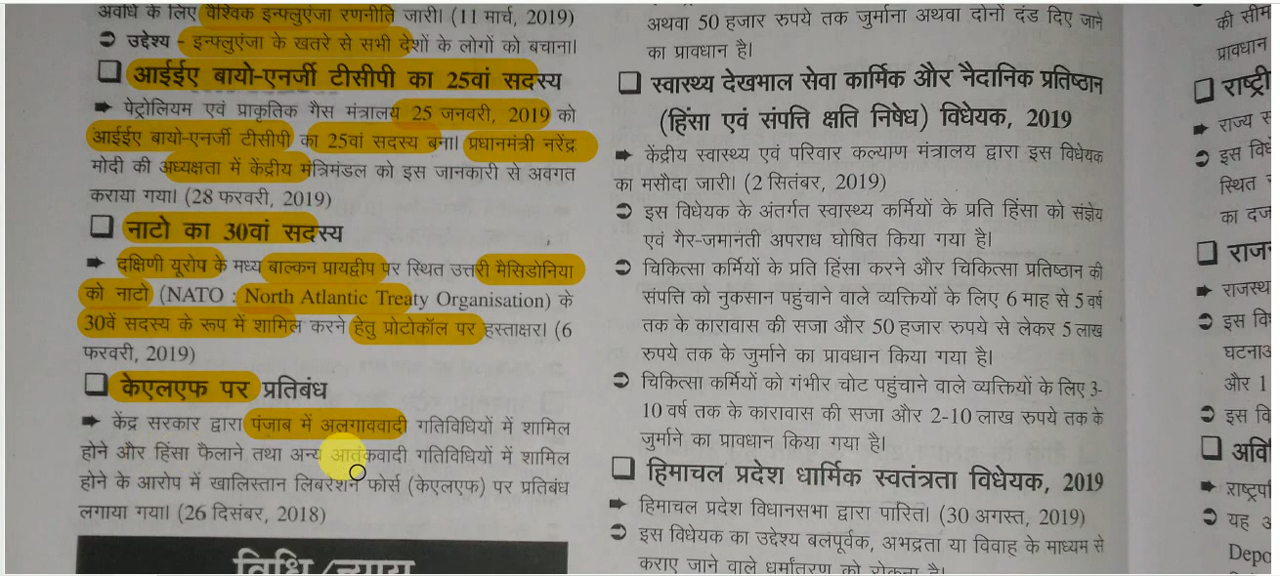 अवधि के लिए वैश्विक इन्फ्लुएंजा रणनीति जारी। (11 मार्च, 2019)
➲ उद्देश्य - इन्फ्लुएंजा के खतरे से सभी देशों के लोगों को बचाना।
❑ आईईए बायो-एनर्जी टीसीपी का 25वां सदस्य
➨ पेट्रोलियम एवं प्राकृतिक गैस मंत्रालय 25 जनवरी, 2019 को
आईईए बायो-एनर्जी टीसीपी का 25वां सदस्य बना। प्रधानमंत्री नरेंद्र
मोदी की अध्यक्षता में केंद्रीय मंत्रिमंडल को इस जानकारी से अवगत
कराया गया। (28 फरवरी, 2019)
❑ नाटो का 30वां सदस्य
➨ दक्षिणी यूरोप के मध्य बाल्कन प्रायद्वीप पर स्थित उत्तरी मैसिडोनिया
को नाटो (NATO : North Atlantic Treaty Organisation) के
30वें सदस्य के रूप में शामिल करने हेतु प्रोटोकॉल पर हस्ताक्षर। (6
फरवरी, 2019)
❑ केएलएफ पर प्रतिबंध
➨ केंद्र सरकार द्वारा पंजाब में अलगाववादी गतिविधियों में शामिल
होने और हिंसा फैलाने तथा अन्य आतंकवादी गतिविधियों में शामिल
होने के आरोप में खालिस्तान लिबरेशन फोर्स (केएलएफ) पर प्रतिबंध
लगाया गया। (26 दिसंबर, 2018)
विधि/न्याय
अथवा 50 हजार रुपये तक जुर्माना अथवा दोनों दंड दिए जाने
का प्रावधान है।
❑ स्वास्थ्य देखभाल सेवा कार्मिक और नैदानिक प्रतिष्ठान
(हिंसा एवं संपत्ति क्षति निषेध) विधेयक, 2019
➨ केंद्रीय स्वास्थ्य एवं परिवार कल्याण मंत्रालय द्वारा इस विधेयक
का मसौदा जारी। (2 सितंबर, 2019)
➲ इस विधेयक के अंतर्गत स्वास्थ्य कर्मियों के प्रति हिंसा को संज्ञेय
एवं गैर-जमानती अपराध घोषित किया गया है।
➲ चिकित्सा कर्मियों के प्रति हिंसा करने और चिकित्सा प्रतिष्ठान की
संपत्ति को नुकसान पहुंचाने वाले व्यक्तियों के लिए 6 माह से 5 वर्ष
तक के कारावास की सजा और 50 हजार रुपये से लेकर 5 लाख
रुपये तक के जुर्माने का प्रावधान किया गया है।
➲ चिकित्सा कर्मियों को गंभीर चोट पहुंचाने वाले व्यक्तियों के लिए 3-
10 वर्ष तक के कारावास की सजा और 2-10 लाख रुपये तक के
जुर्माने का प्रावधान किया गया है।
❑ हिमाचल प्रदेश धार्मिक स्वतंत्रता विधेयक, 2019
➨ हिमाचल प्रदेश विधानसभा द्वारा पारित। (30 अगस्त, 2019)
➲ इस विधेयक का उद्देश्य बलपूर्वक, अभद्रता या विवाह के माध्यम से
कराए जाने वाले धर्मांतरण को रोकना है।
की सीम
प्रावधान
❑ राष्ट्री
➨ राज्य स
➲ इस विधे
स्थित
का दज
❑ राज
➨ राजस्थ
➲ इस वि
घटनाअ
और 1
➲ इस वि
❑ अवि
➨ राष्ट्रपि
➲ यह अ
Depo